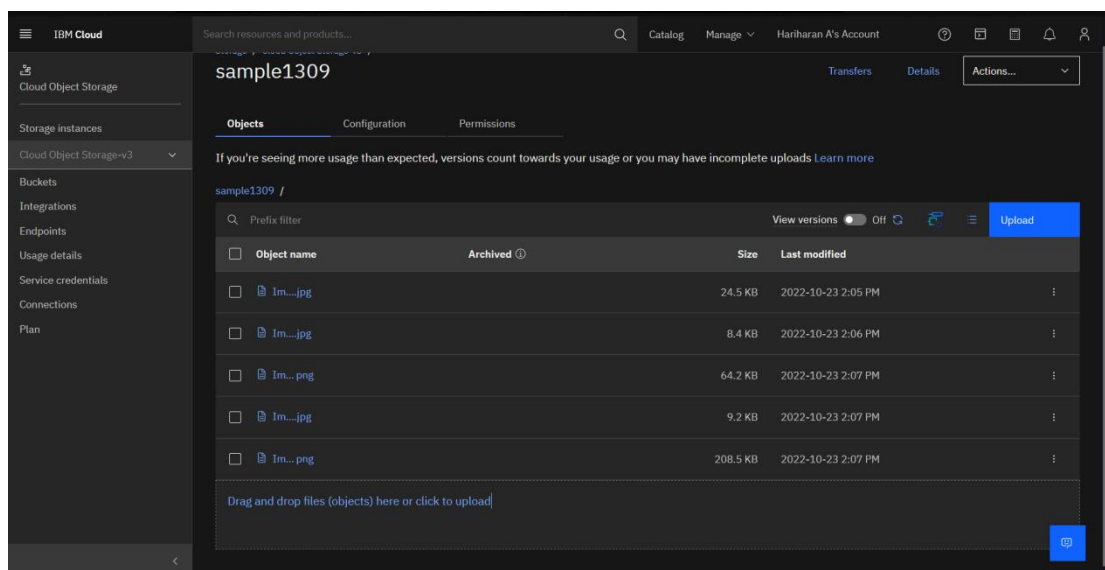 IBM Cloud
Search resources and products...
Catalog
Manage
Hariharan A's Account
Cloud Object Storage
Storage instances
Cloud Object Storage-v3
Buckets
Integrations
Endpoints
Usage details
Service credentials
Connections
Plan
sample1309
Transfers
Details
Actions...
Objects
Configuration
Permissions
If you're seeing more usage than expected, versions count towards your usage or you may have incomplete uploads Learn more
sample1309 /
Prefix filter
View versions
Off
Upload
Object name Archived Size Last modified
Im....jpg 24.5 KB 2022-10-23 2:05 PM
Im....jpg 8.4 KB 2022-10-23 2:06 PM
Im... png 64.2 KB 2022-10-23 2:07 PM
Im....jpg 9.2 KB 2022-10-23 2:07 PM
Im... png 208.5 KB 2022-10-23 2:07 PM
Drag and drop files (objects) here or click to upload